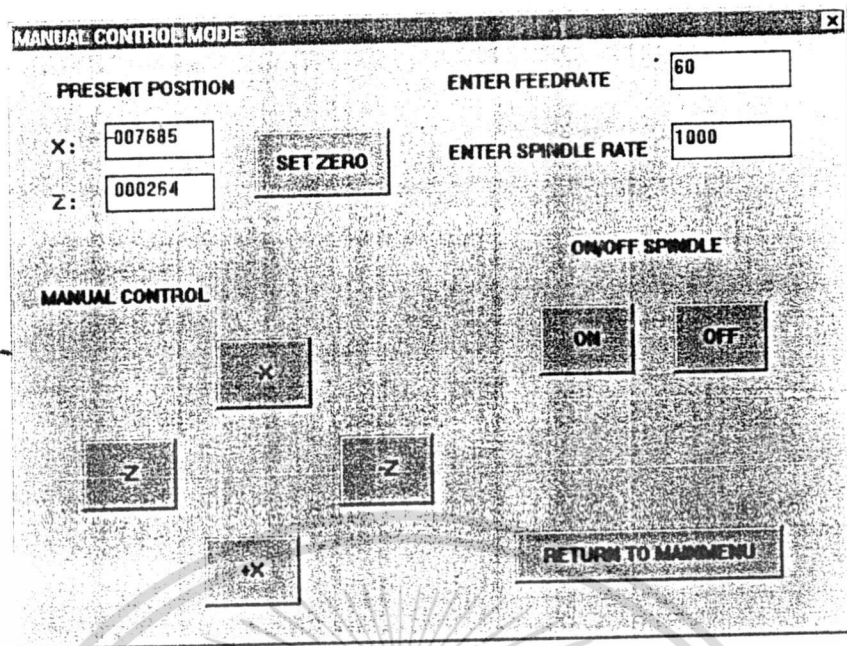 MANUAL CONTROL MODE
PRESENT POSITION
X: -007685
Z: 000264
SET ZERO
ENTER FEEDRATE 60
ENTER SPINDLE RATE 1000
ON/OFF SPINDLE
ON
OFF
MANUAL CONTROL
-X
-Z
-Z
+X
RETURN TO MAINMENU